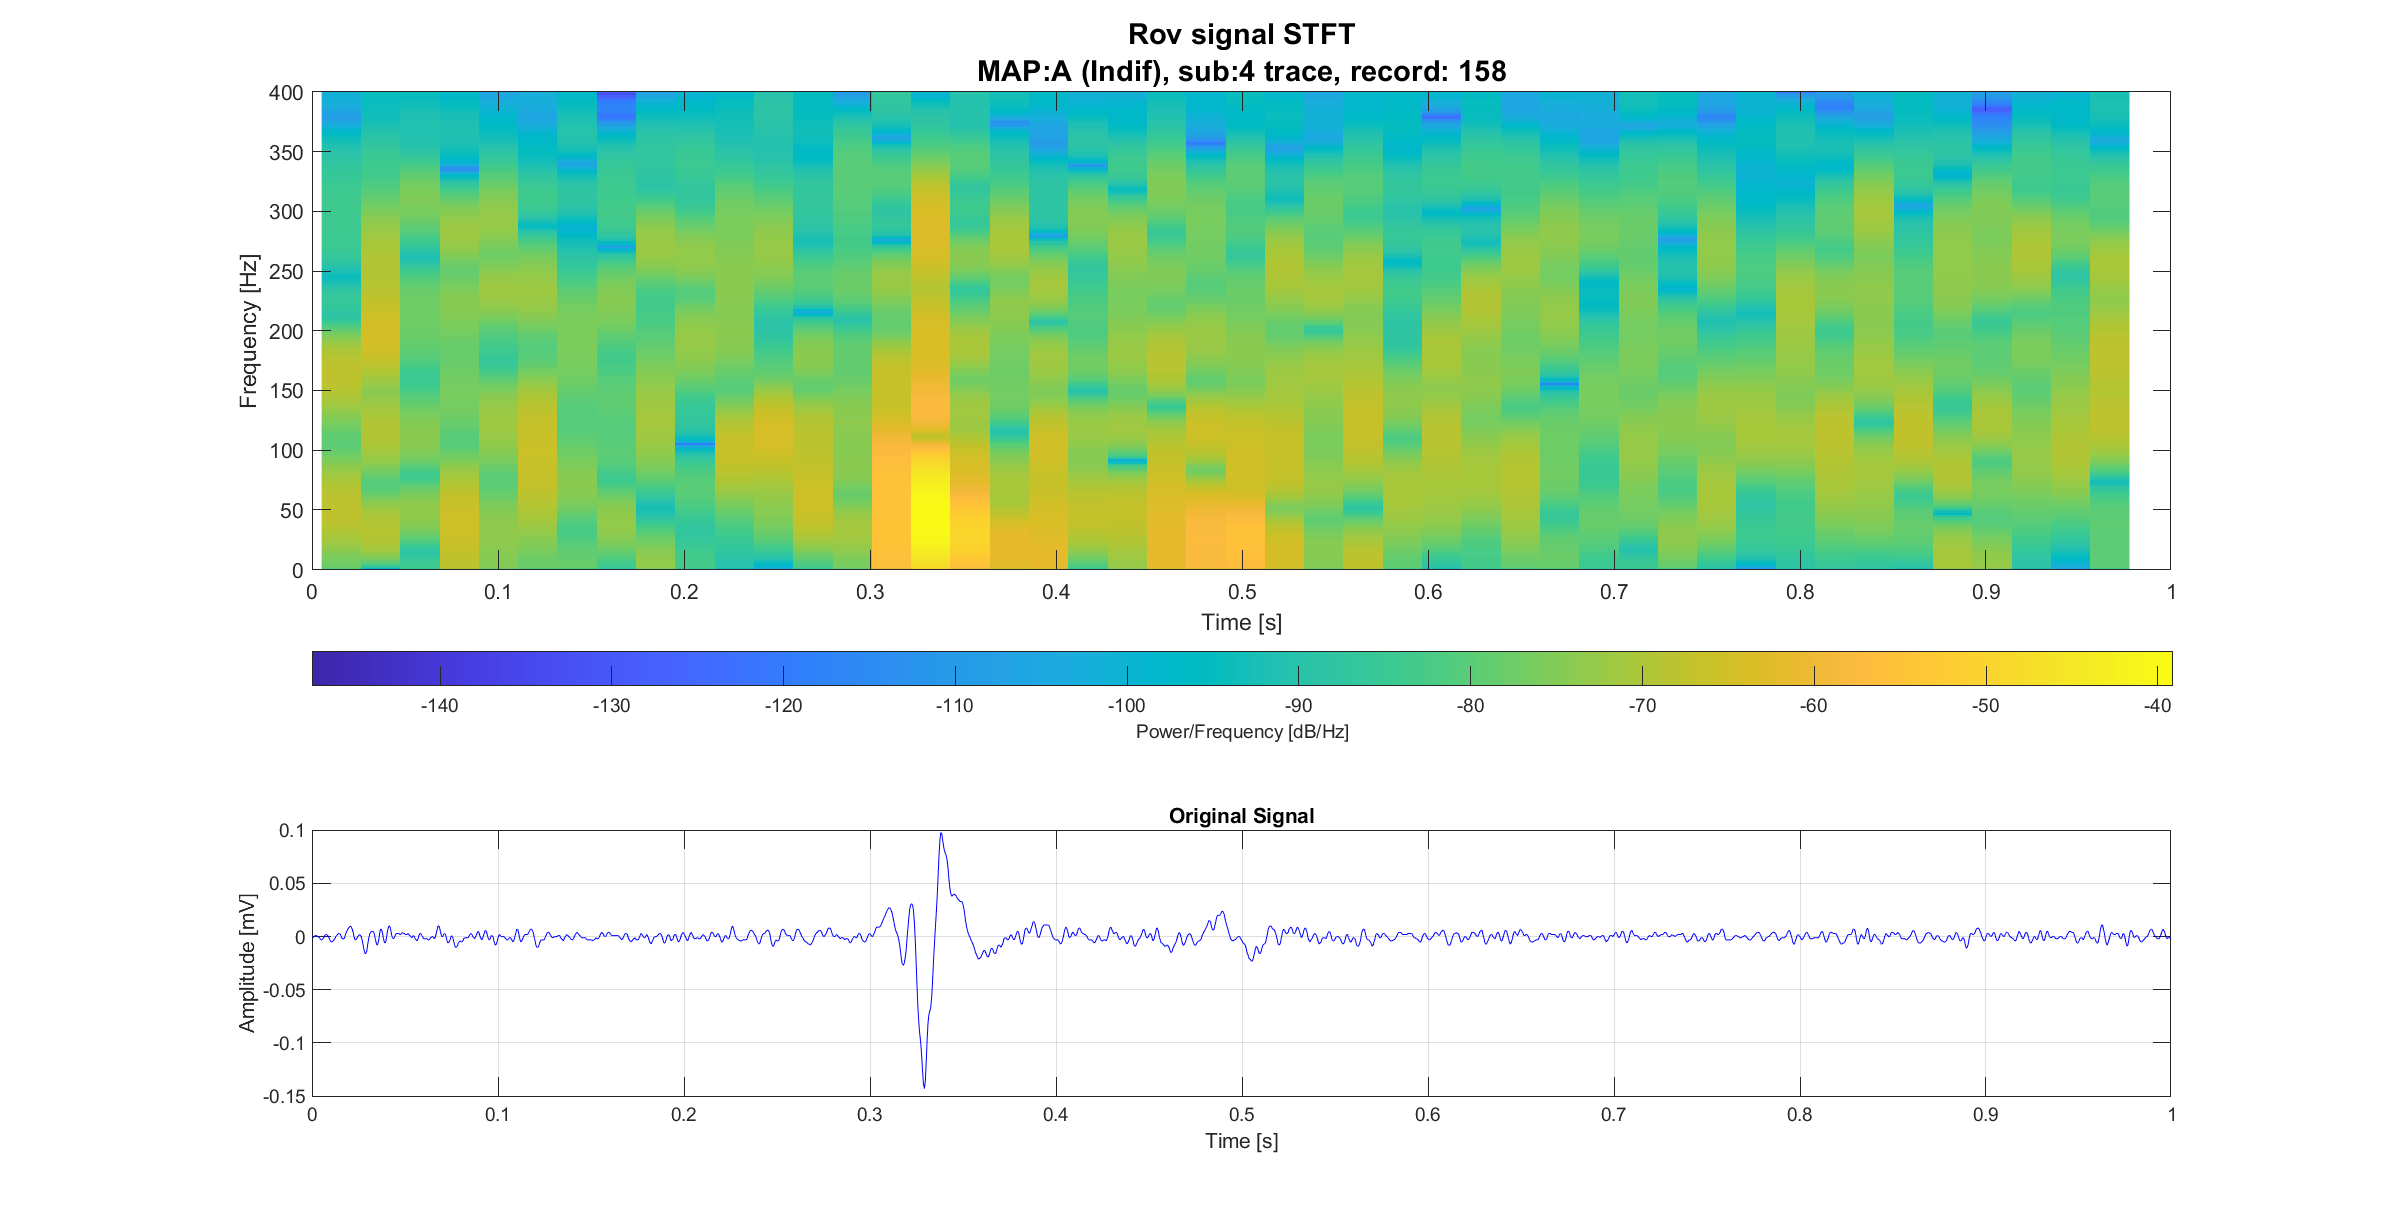 Rov signal STFT
MAP:A (Indif), sub:4 trace, record: 158
400
350
300
250
200
150
100
50
0
Frequency [Hz]
0 0.1 0.2 0.3 0.4 0.5 0.6 0.7 0.8 0.9 1
Time [s]
-140 -130 -120 -110 -100 -90 -80 -70 -60 -50 -40
Power/Frequency [dB/Hz]
Original Signal
0.1
0.05
0
-0.05
-0.1
-0.15
Amplitude [mV]
0 0.1 0.2 0.3 0.4 0.5 0.6 0.7 0.8 0.9 1
Time [s]